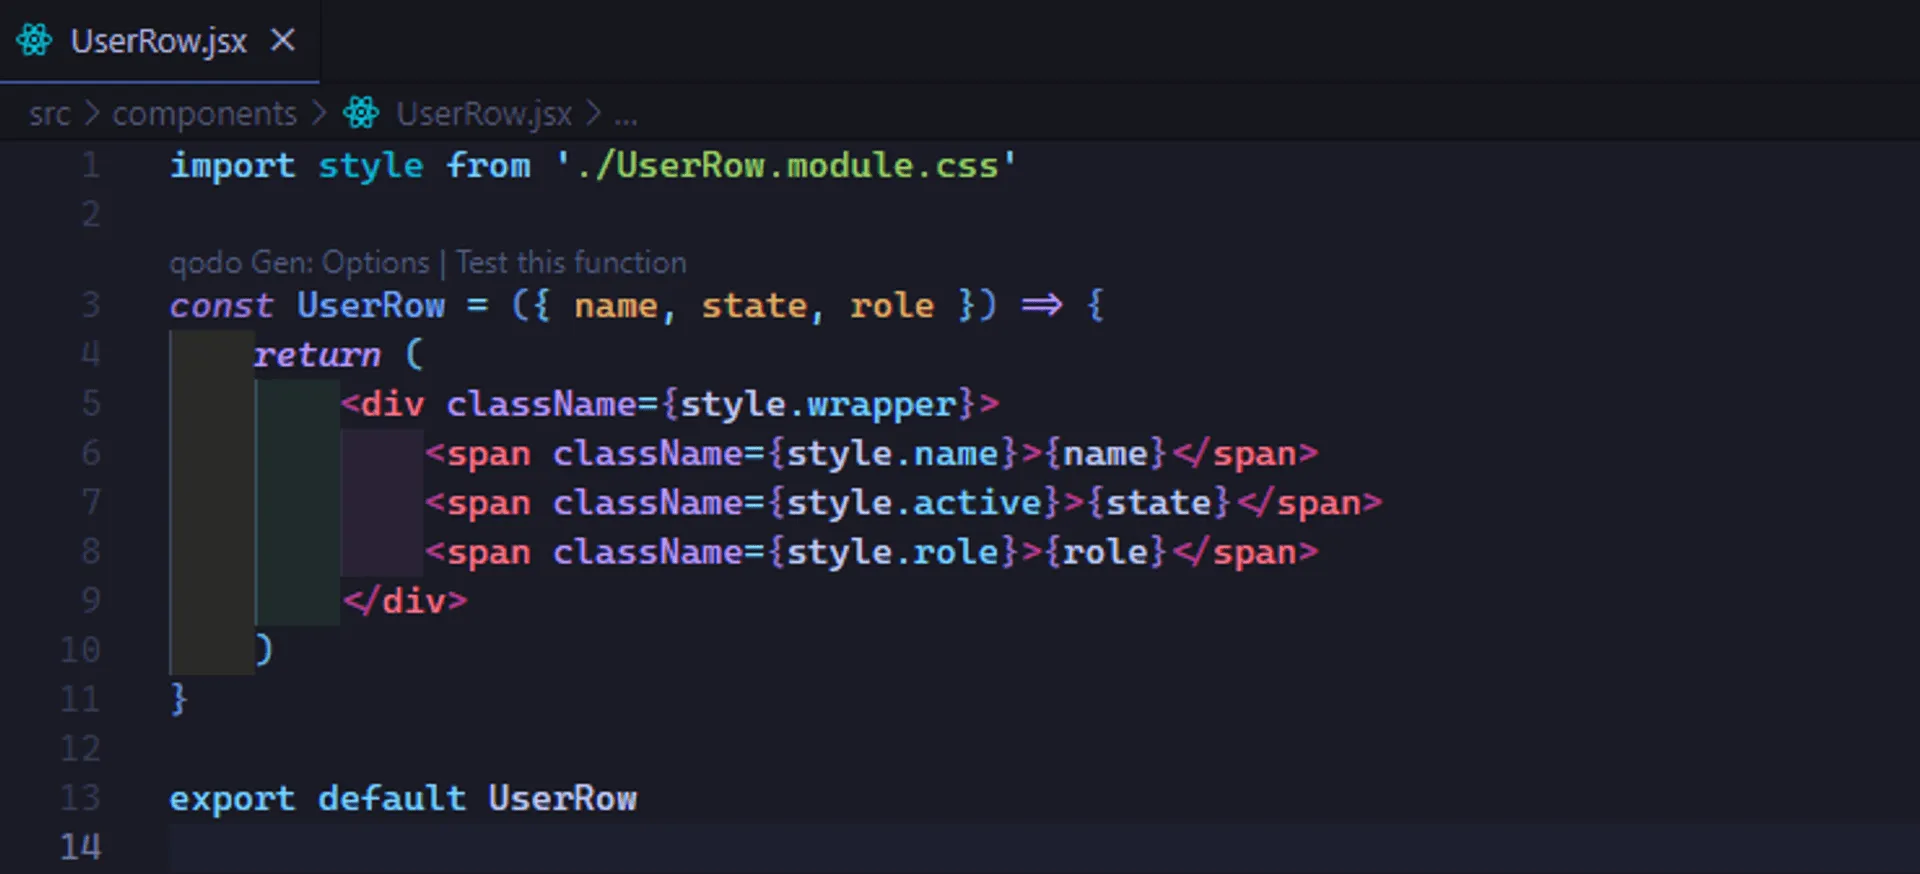 UserRow.jsx ×
src > components > UserRow.jsx > ...
1 import style from './UserRow.module.css'
2
qodo Gen: Options | Test this function
3 const UserRow = ({ name, state, role }) => {
4     return (
5         <div className={style.wrapper}>
6             <span className={style.name}>{name}</span>
7             <span className={style.active}>{state}</span>
8             <span className={style.role}>{role}</span>
9         </div>
10     )
11 }
12
13 export default UserRow
14